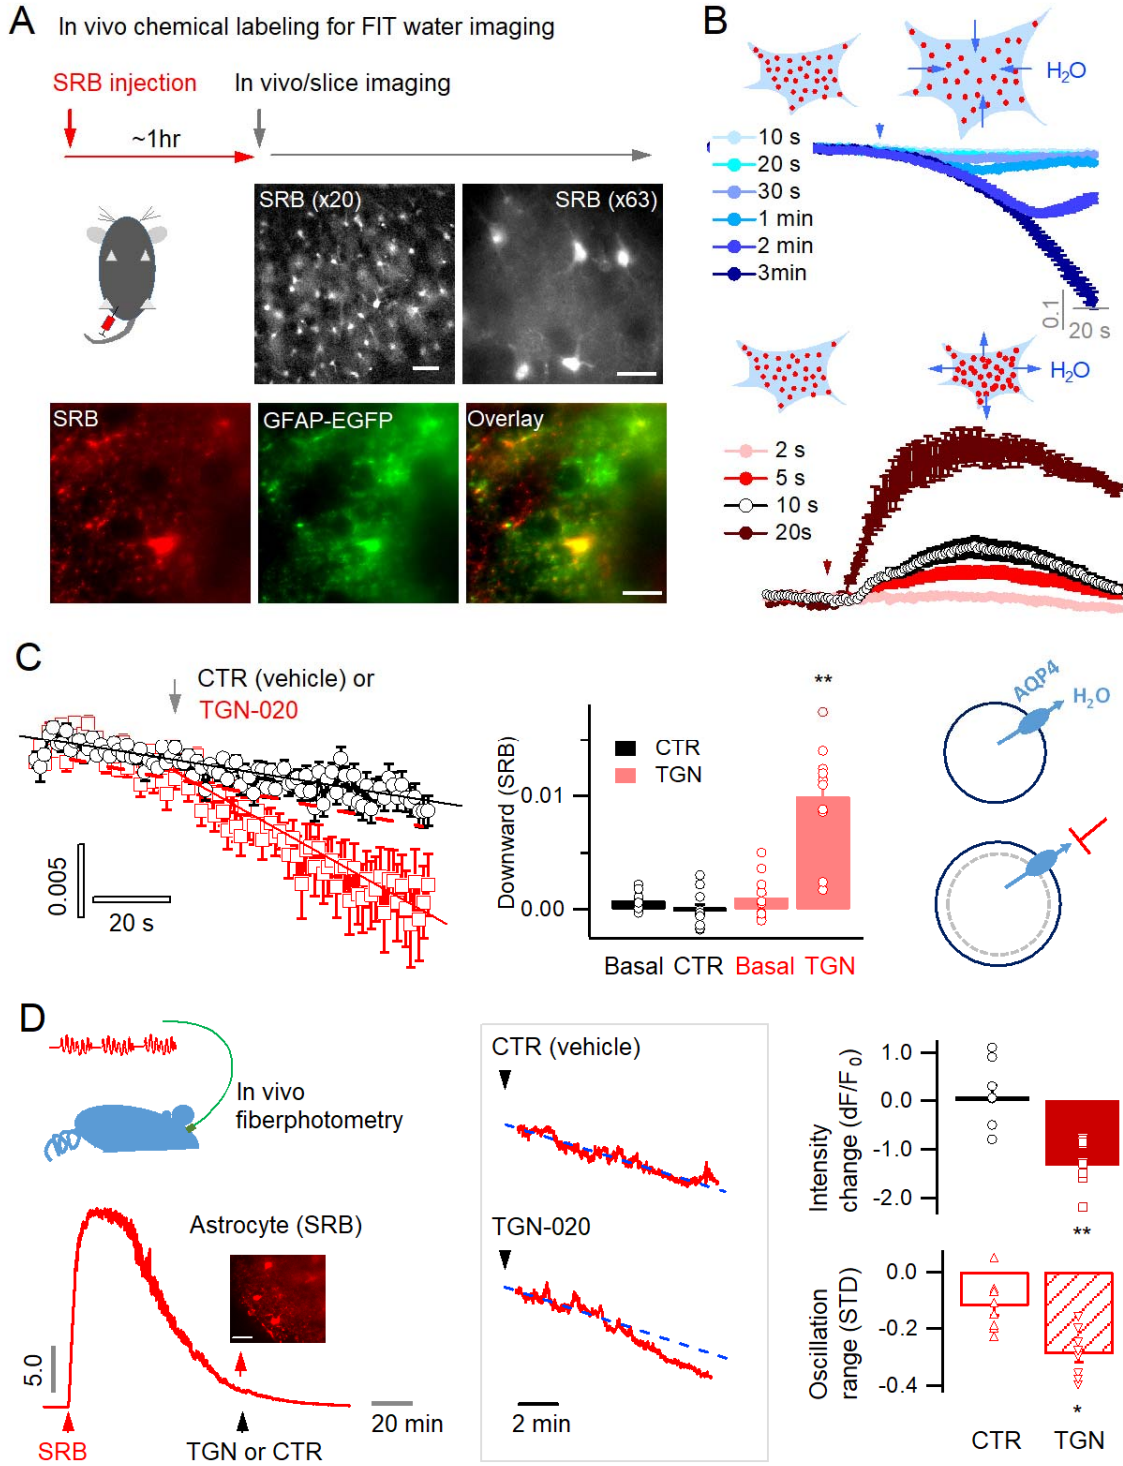 A
In vivo chemical labeling for FIT water imaging
SRB injection
In vivo/slice imaging
~1hr
SRB (x20)
SRB (x63)
SRB
GFAP-EGFP
Overlay
B
H2O
10 s
20 s
30 s
1 min
2 min
3min
0.1
20 s
H2O
2 s
5 s
10 s
20s
C
CTR (vehicle) or
TGN-020
0.005
20 s
**
CTR
TGN
Downward (SRB)
0.01
0.00
Basal CTR Basal TGN
AQP4
H2O
D
In vivo
fiberphotometry
Astrocyte (SRB)
5.0
20 min
SRB
TGN or CTR
CTR (vehicle)
TGN-020
2 min
Intensity
change (dF/F0)
1.0
0.0
-1.0
-2.0
**
Oscillation
range (STD)
0.0
-0.2
-0.4
*
CTR
TGN